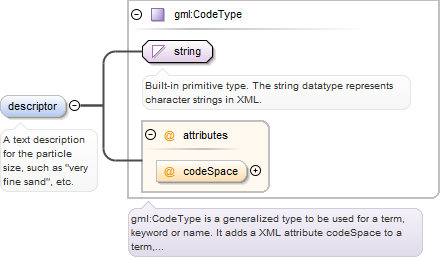 gml:CodeType
string
Built-in primitive type. The string datatype represents
character strings in XML.
descriptor
A text description
for the particle
size, such as "very
fine sand", etc.
@ attributes
@ codeSpace
gml:CodeType is a generalized type to be used for a term,
keyword or name. It adds a XML attribute codeSpace to a
term,...